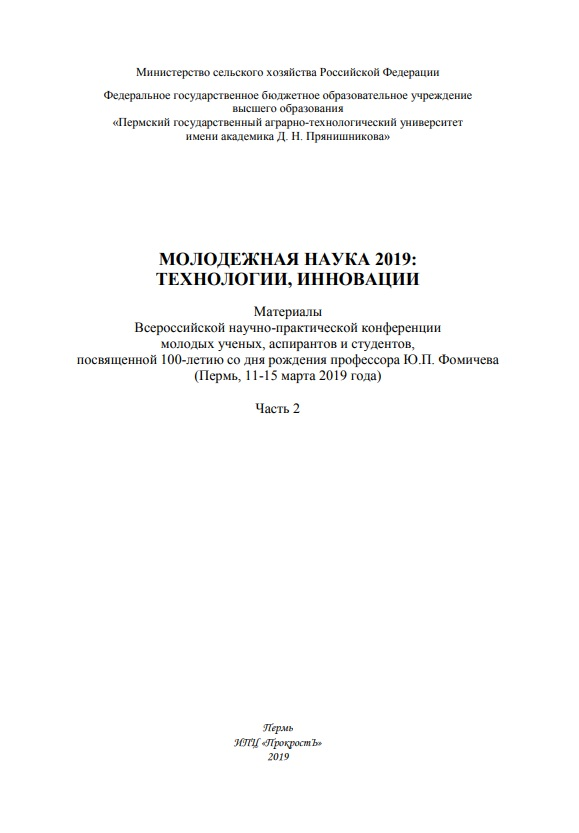 Министерство сельского хозяйства Российской Федерации
Федеральное государственное бюджетное образовательное учреждение
высшего образования
«Пермский государственный аграрно-технологический университет
имени академика Д. Н. Прянишникова»
МОЛОДЕЖНАЯ НАУКА 2019:
ТЕХНОЛОГИИ, ИННОВАЦИИ
Материалы
Всероссийской научно-практической конференции
молодых ученых, аспирантов и студентов,
посвященной 100-летию со дня рождения профессора Ю.П. Фомичева
(Пермь, 11-15 марта 2019 года)
Часть 2
Пермь
ИПЦ «ПрокростЪ»
2019